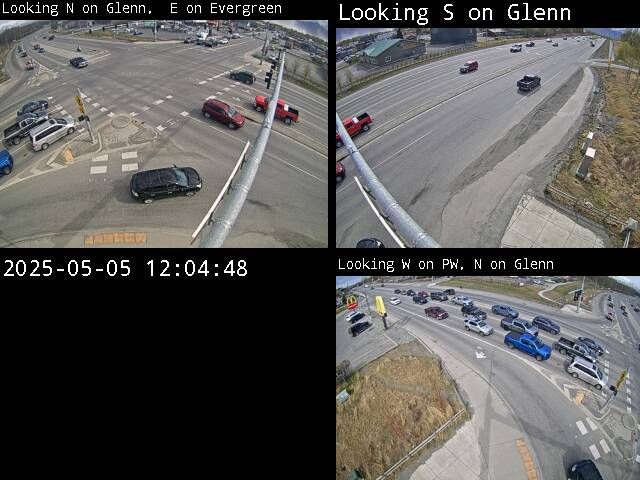 Looking N on Glenn,  E on Evergreen
Looking S on Glenn
2025-05-05 12:04:48
Looking W on PW, N on Glenn